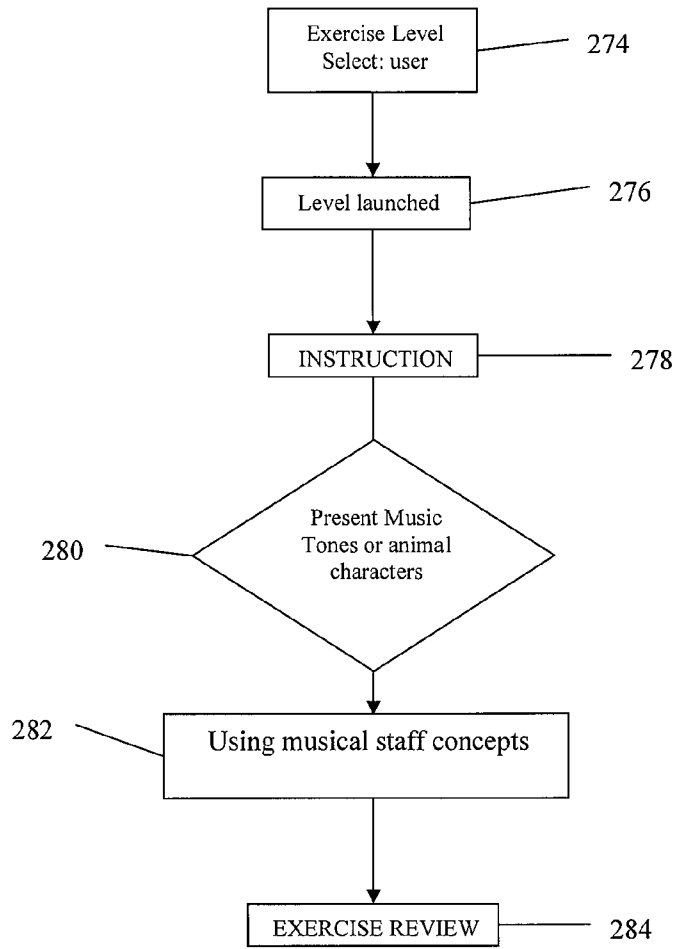 Exercise Level
Select: user
274
Level launched
276
INSTRUCTION
278
Present Music
Tones or animal
characters
280
282
Using musical staff concepts
EXERCISE REVIEW
284